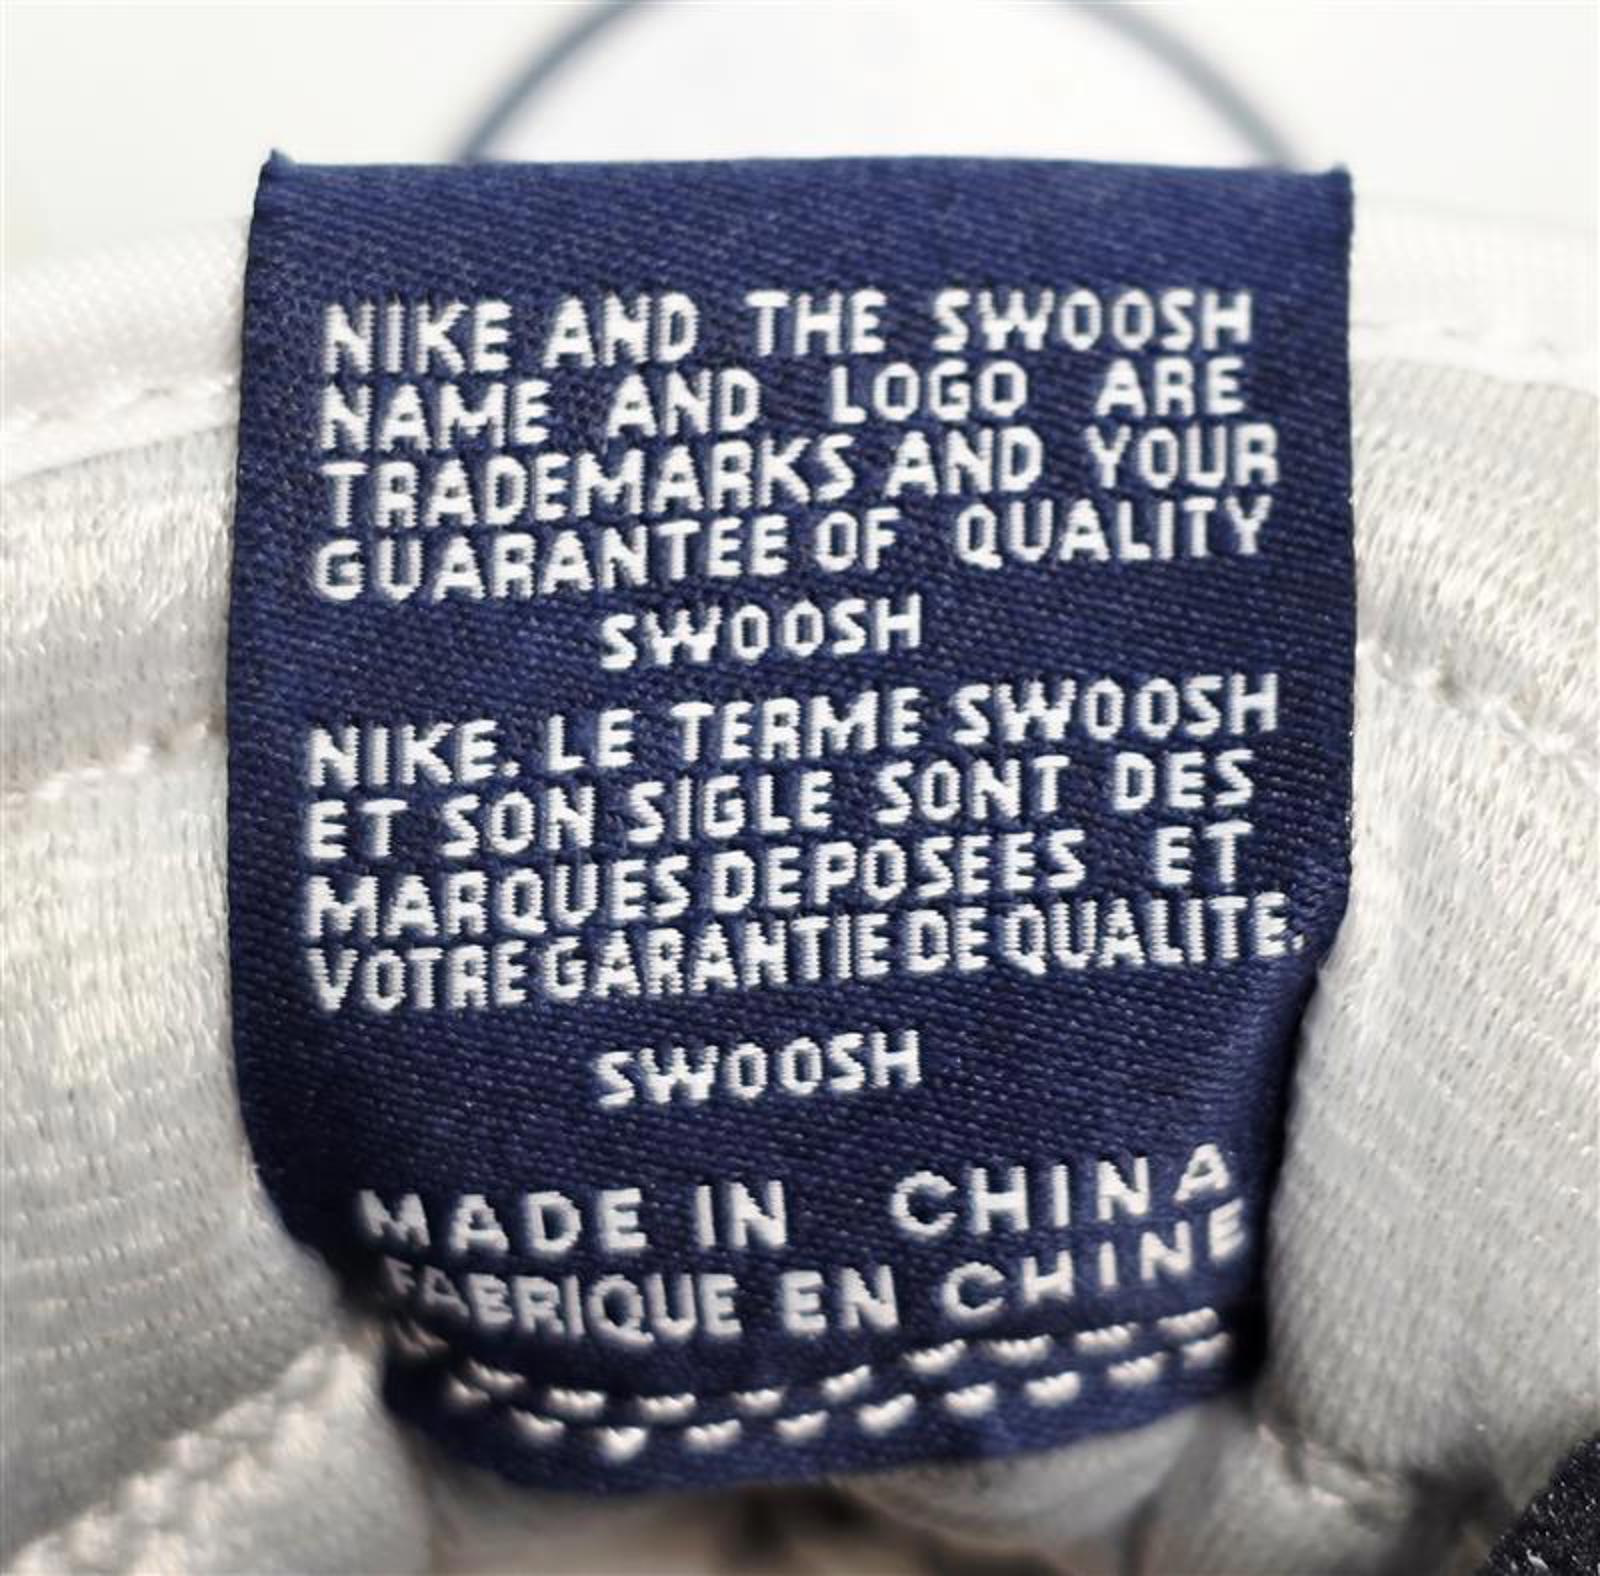 NIKE AND THE SWOOSH
NAME AND LOGO ARE
TRADEMARKS AND YOUR
GUARANTEE OF QUALITY
SWOOSH
NIKE. LE TERME SWOOSH
ET SON SIGLE SONT DES
MARQUES DEPOSEES ET
VOTRE GARANTIE DE QUALITE.
SWOOSH
MADE IN CHINA
FABRIQUE EN CHINE